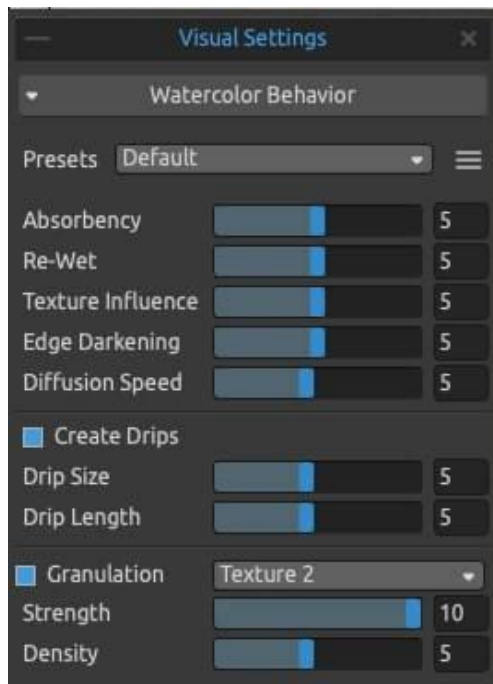 Visual Settings
Watercolor Behavior
Presets Default
Absorbency 5
Re-Wet 5
Texture Influence 5
Edge Darkening 5
Diffusion Speed 5
Create Drips
Drip Size 5
Drip Length 5
Granulation Texture 2
Strength 10
Density 5